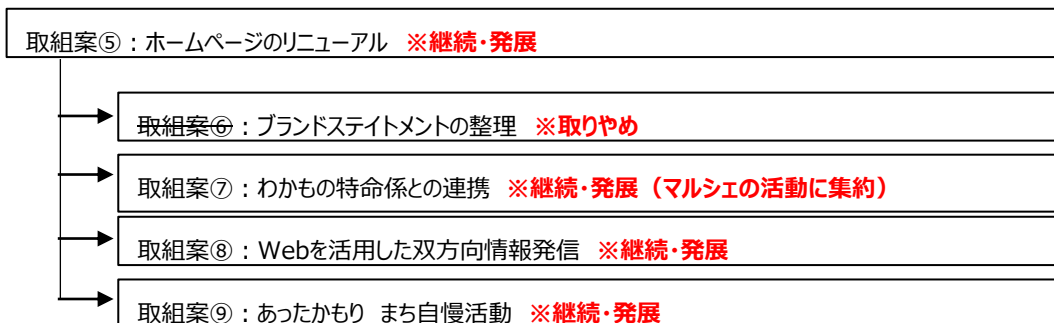 取組案⑤：ホームページのリニューアル ※継続・発展
取組案⑥：ブランドステイトメントの整理 ※取りやめ
取組案⑦：わかもの特命係との連携 ※継続・発展（マルシェの活動に集約）
取組案⑧：Webを活用した双方向情報発信 ※継続・発展
取組案⑨：あったかもり まち自慢活動 ※継続・発展